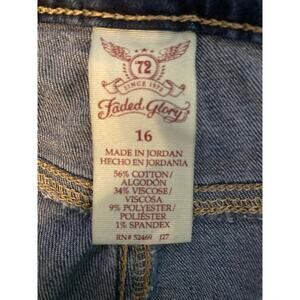 '72
SINCE 1972
Faded Glory
16
MADE IN JORDAN
HECHO EN JORDANIA
56% COTTON/
ALGODÓN
34% VISCOSE/
VISCOSA
9% POLYESTER/
POLIÉSTER
1% SPANDEX
RN# 52469 J27